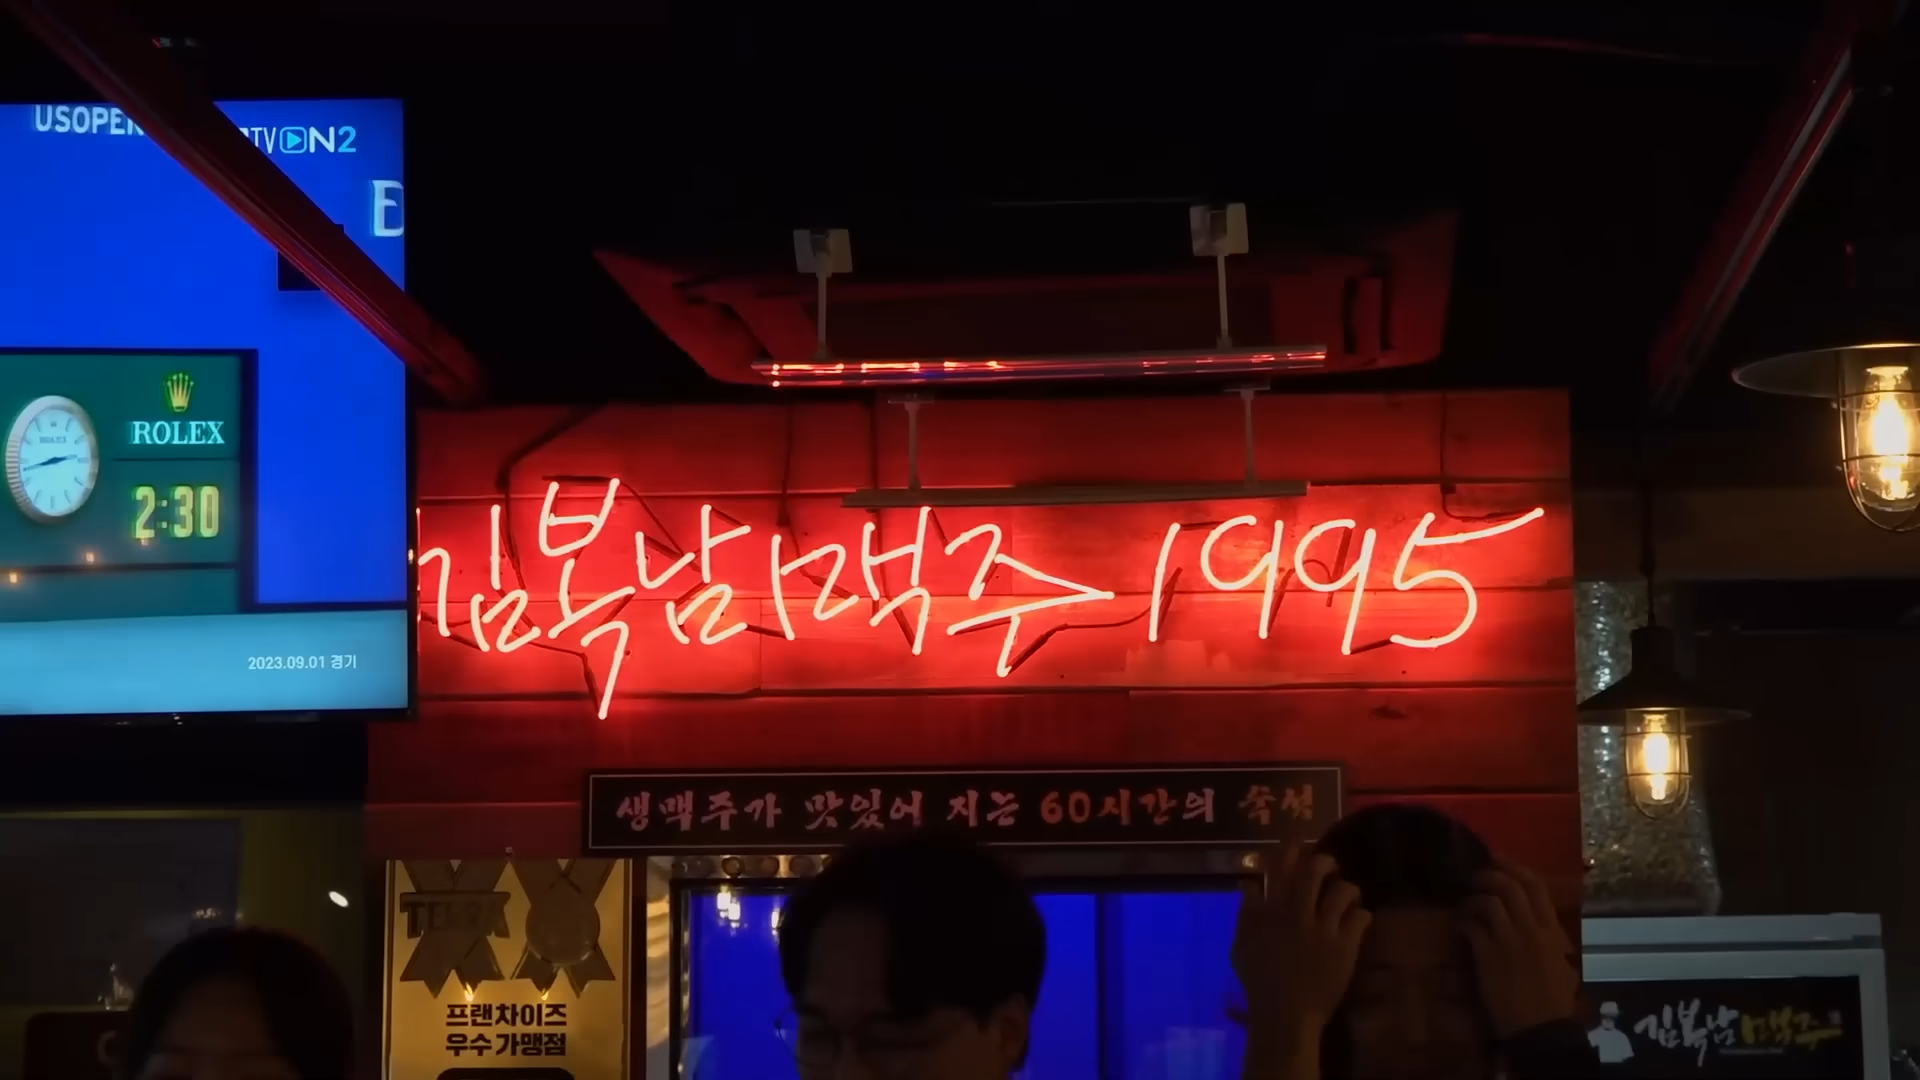 USOPEN
TV ON2
ROLEX
2:30
2023.09.01 경기
김복남맥주 1995
생맥주가 맛있어 지는 60시간의 숙성
TERRA
프랜차이즈
우수 가맹점
김복남맥주